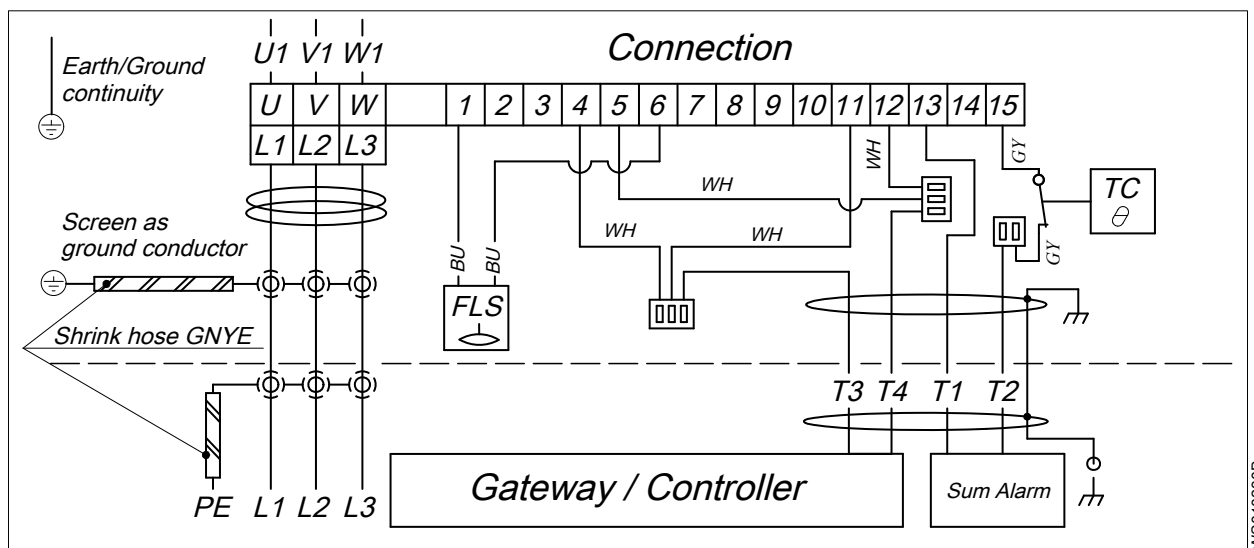 Connection
U1 V1 W1
Earth/Ground
continuity
U V W 1 2 3 4 5 6 7 8 9 10 11 12 13 14 15
L1 L2 L3
WH
GY
TC
WH
Screen as
ground conductor
WH
WH
GY
BU
BU
FLS
Shrink hose GNYE
T3 T4 T1 T2
Gateway / Controller
Sum Alarm
PE L1 L2 L3